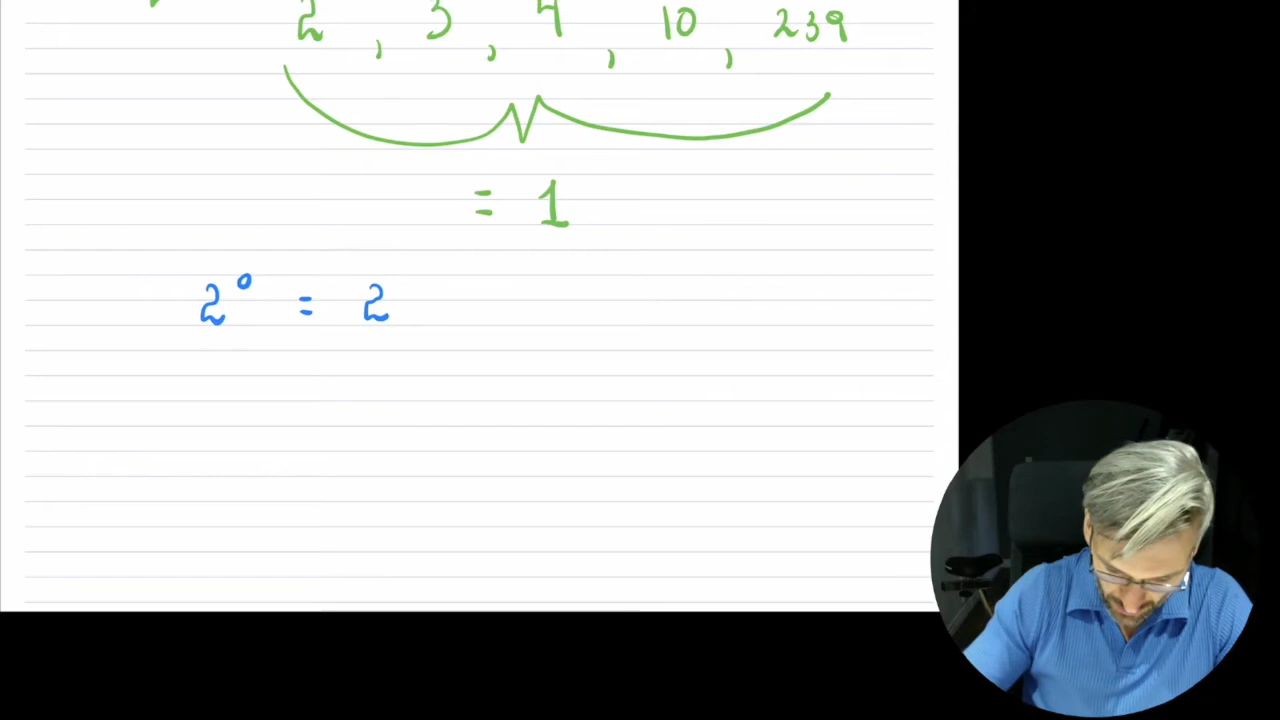 2 , 3 , 4 , 10 , 239
= 1
2⁰ = 2